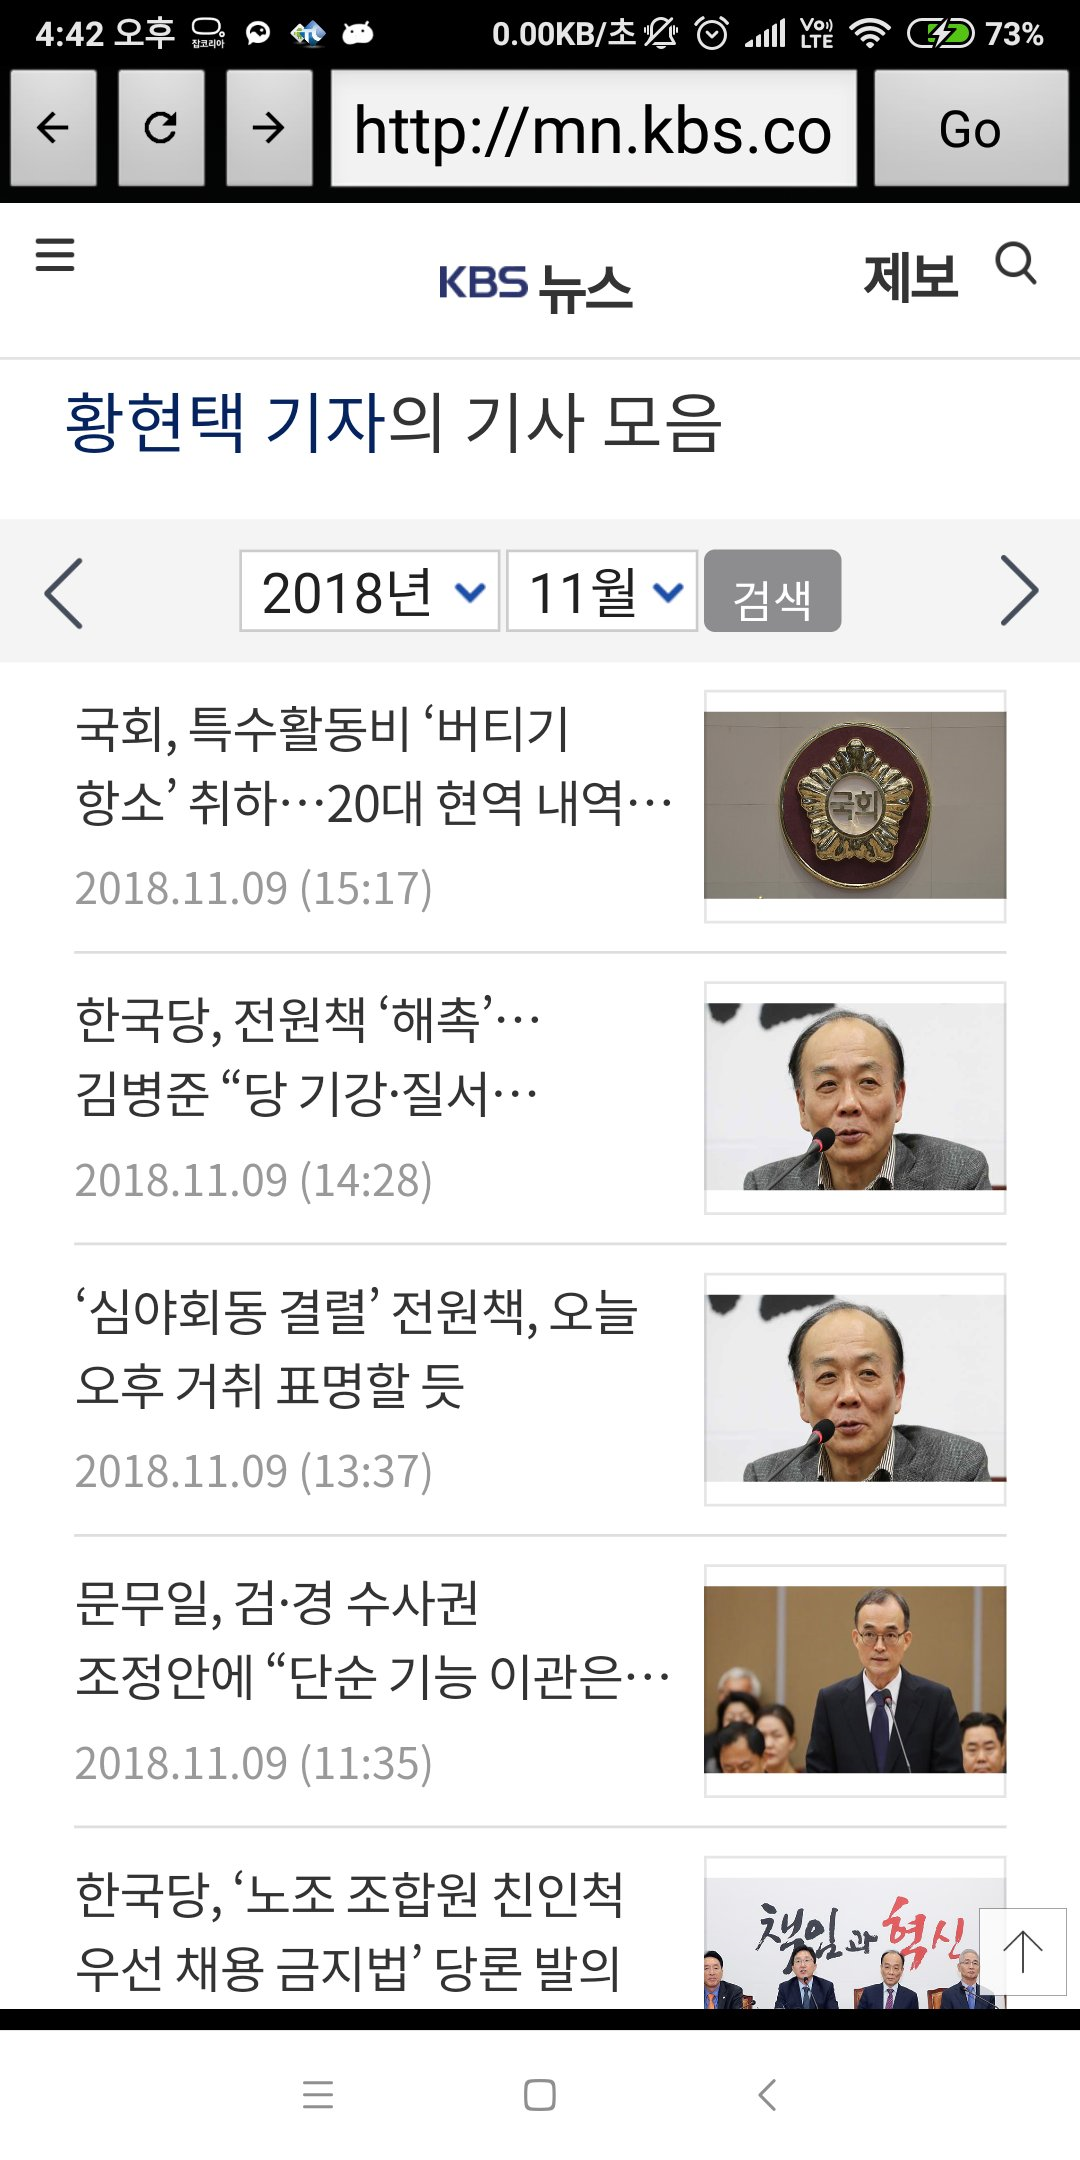 4:42 오후 잡코리아 0.00KB/초 VoLTE 73%
http://mn.kbs.co Go
KBS 뉴스 제보
황현택 기자의 기사 모음
2018년 11월 검색
국회, 특수활동비 ‘버티기
항소’ 취하…20대 현역 내역…
2018.11.09 (15:17)
국회
한국당, 전원책 ‘해촉’…
김병준 “당 기강·질서…
2018.11.09 (14:28)
‘심야회동 결렬’ 전원책, 오늘
오후 거취 표명할 듯
2018.11.09 (13:37)
문무일, 검·경 수사권
조정안에 “단순 기능 이관은…
2018.11.09 (11:35)
한국당, ‘노조 조합원 친인척
우선 채용 금지법’ 당론 발의
책임과 혁신